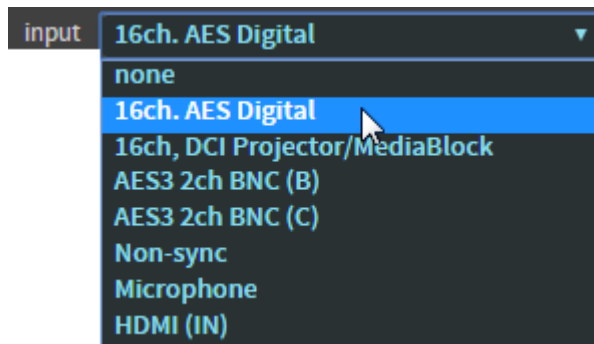 input 16ch. AES Digital
none
16ch. AES Digital
16ch, DCI Projector/MediaBlock
AES3 2ch BNC (B)
AES3 2ch BNC (C)
Non-sync
Microphone
HDMI (IN)